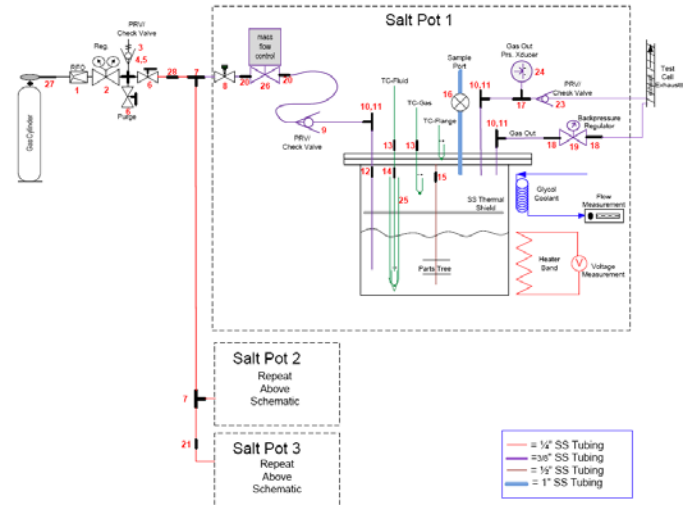 Salt Pot 1
mass
flow
control
PRV/
Check Valve
3
4,5
Reg.
RFO
1
2
6
28
7
8
20
26
20
27
6
Purge
Gas Cylinder
PRV/
Check Valve
9
10,11
TC-Fluid
TC-Gas
TC-Flange
Sample
Port
16
Gas Out
Prs. Xducer
24
10,11
17
PRV/
Check Valve
23
Test
Cell
Exhaust
10,11
Gas Out
Backpressure
Regulator
18
19
18
13
13
12
14
15
25
SS Thermal
Shield
Parts Tree
Glycol
Coolant
Flow
Measurement
Heater
Band
V
Voltage
Measurement
7
Salt Pot 2
Repeat
Above
Schematic
21
Salt Pot 3
Repeat
Above
Schematic
= ¼" SS Tubing
=3/8" SS Tubing
= ½" SS Tubing
= 1" SS Tubing